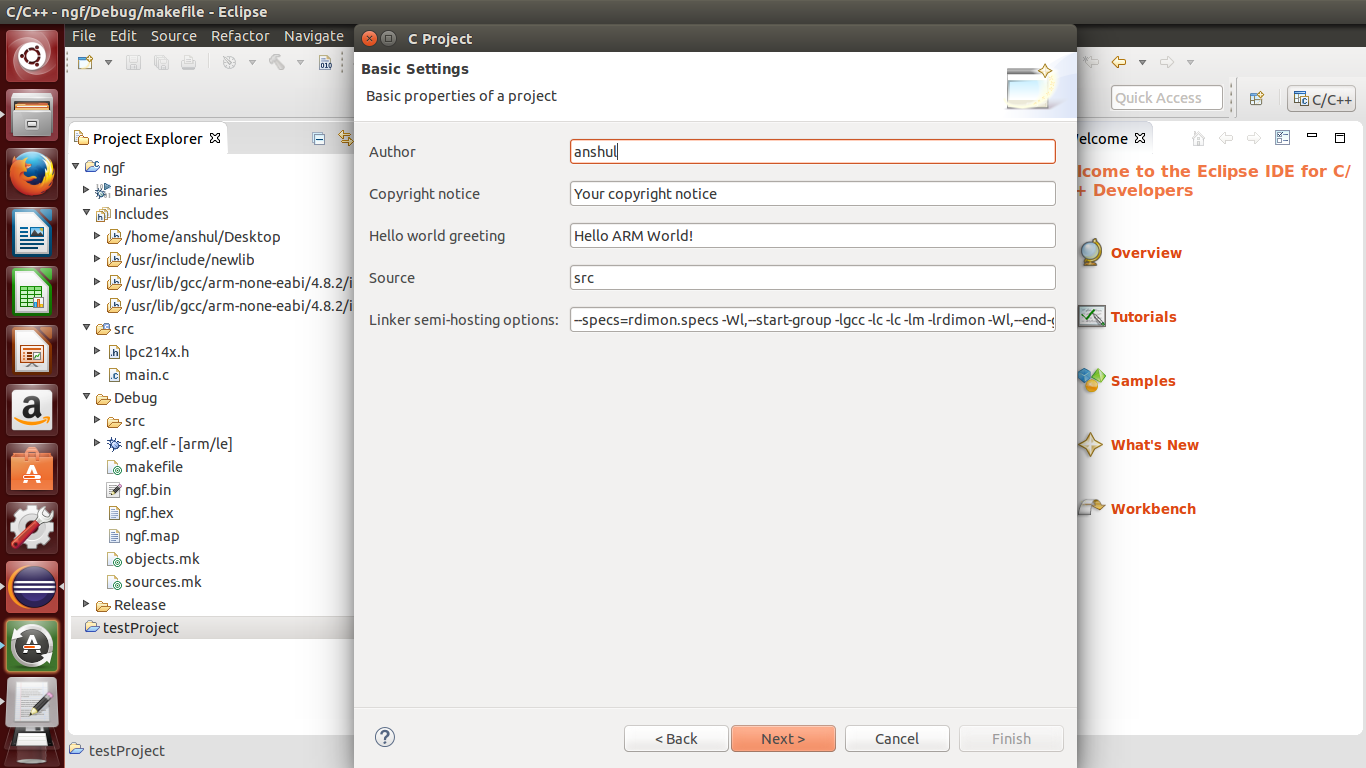 C/C++ - ngf/Debug/makefile - Eclipse
File Edit Source Refactor Navigate
C Project
Basic Settings
Basic properties of a project
Quick Access
C/C++
Project Explorer
ngf
Binaries
Includes
/home/anshul/Desktop
/usr/include/newlib
/usr/lib/gcc/arm-none-eabi/4.8.2/i
/usr/lib/gcc/arm-none-eabi/4.8.2/i
src
lpc214x.h
main.c
Debug
src
ngf.elf - [arm/le]
makefile
ngf.bin
ngf.hex
ngf.map
objects.mk
sources.mk
Release
testProject
testProject
Author
anshul
Copyright notice
Your copyright notice
Hello world greeting
Hello ARM World!
Source
src
Linker semi-hosting options:
--specs=rdimon.specs -Wl,--start-group -lgcc -lc -lc -lm -lrdimon -Wl,--end-g
< Back
Next >
Cancel
Finish
elcome
lcome to the Eclipse IDE for C/
+ Developers
Overview
Tutorials
Samples
What's New
Workbench